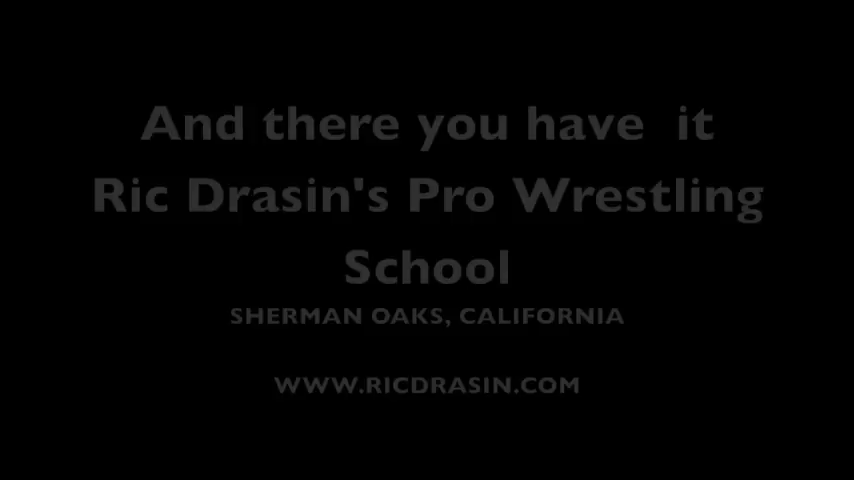 And there you have  it
Ric Drasin's Pro Wrestling
School
SHERMAN OAKS, CALIFORNIA
WWW.RICDRASIN.COM